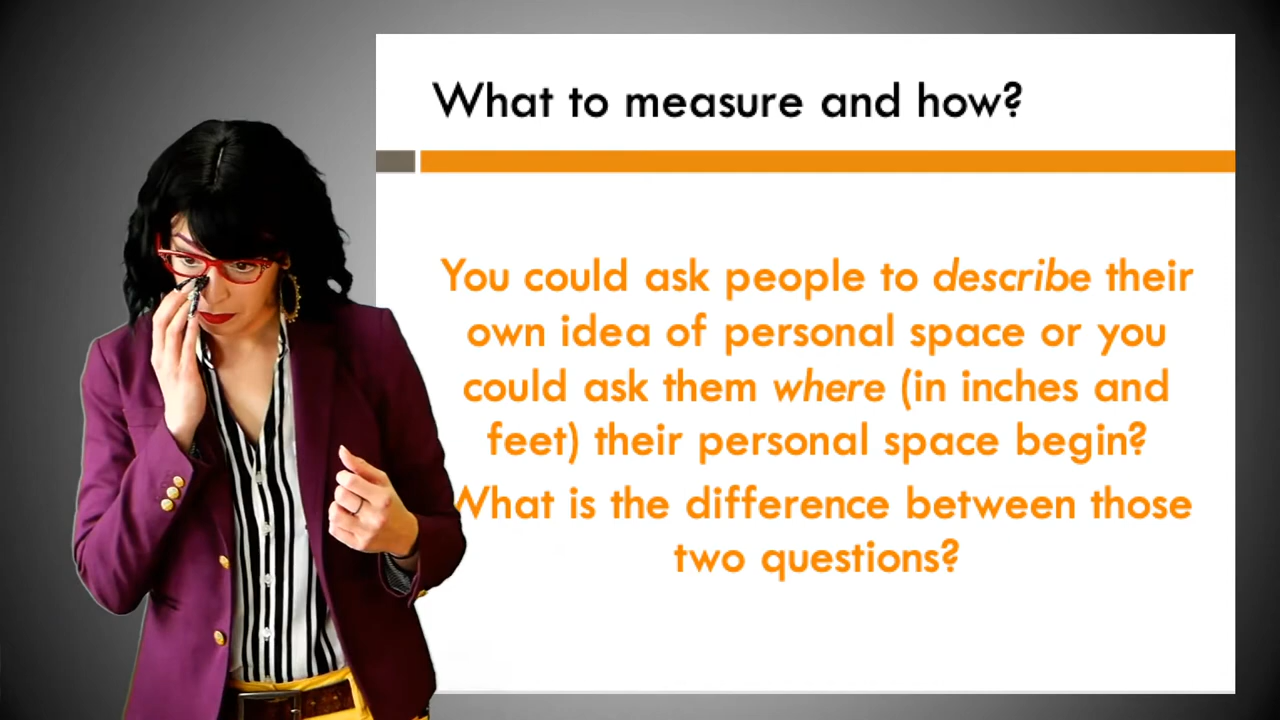 What to measure and how?
You could ask people to describe their
own idea of personal space or you
could ask them where (in inches and
feet) their personal space begin?
What is the difference between those
two questions?